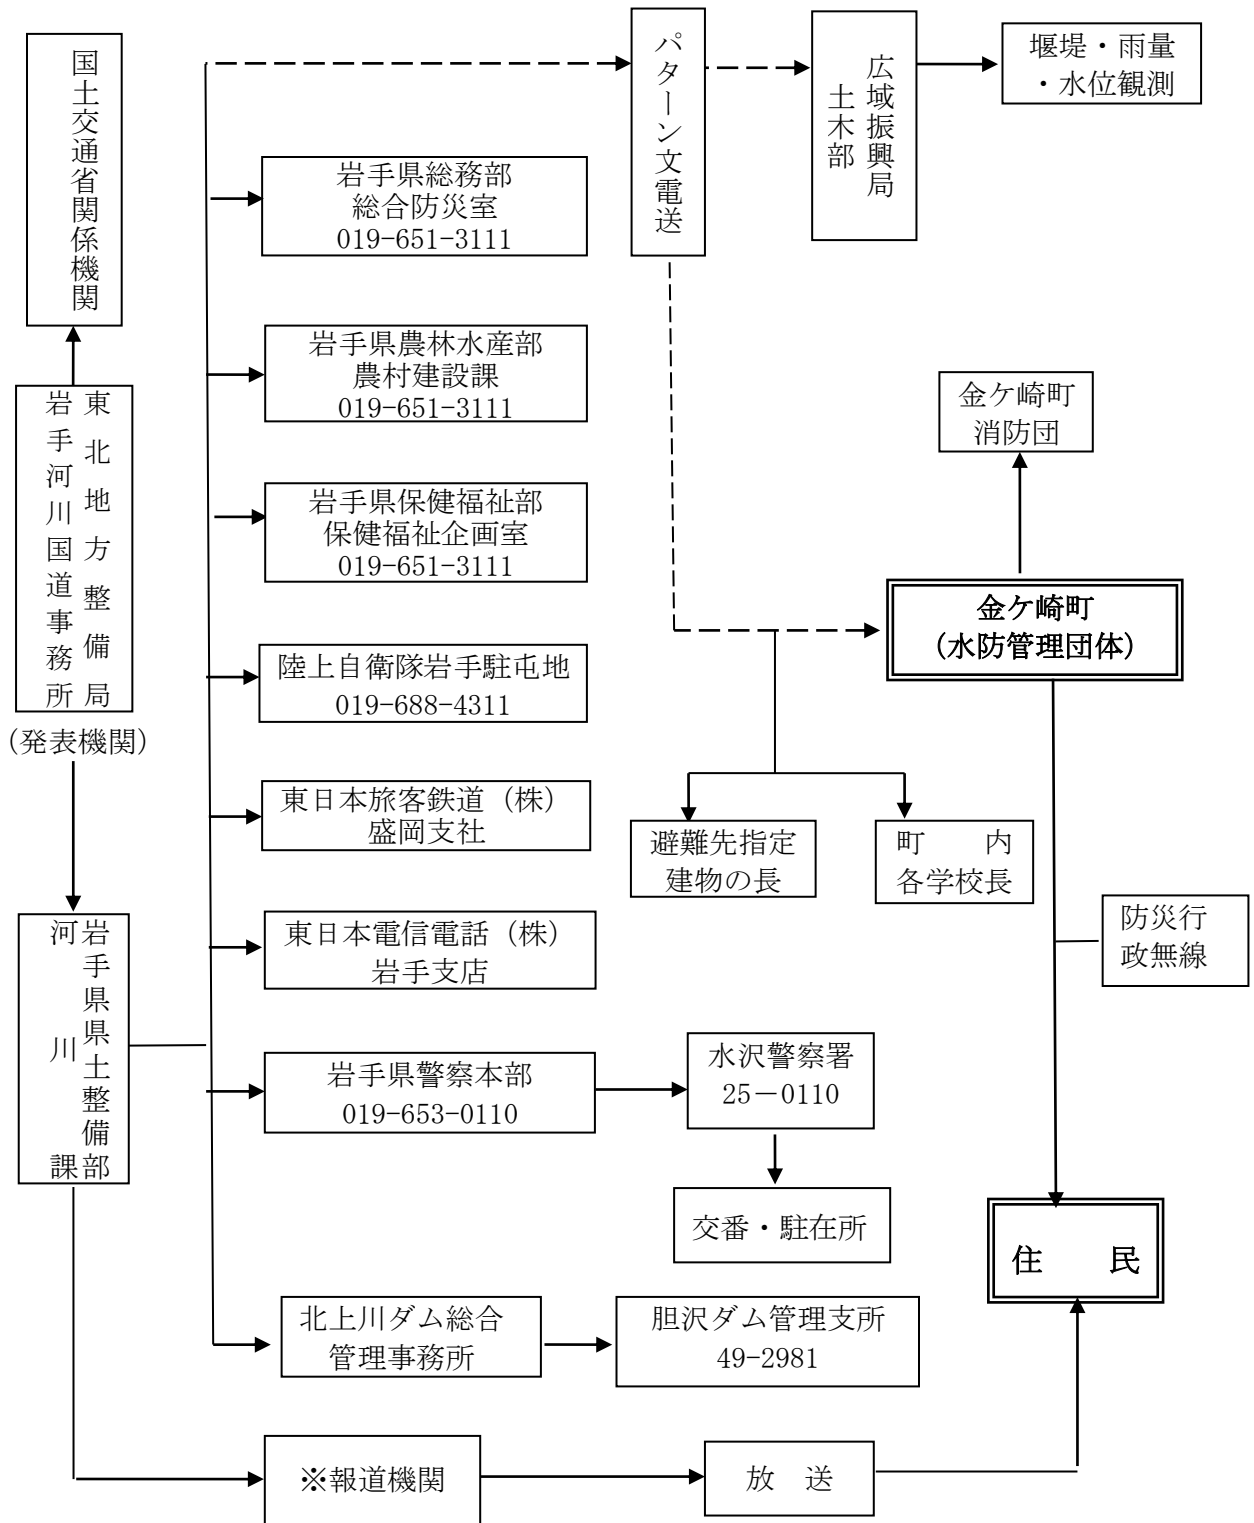 国土交通省関係機関
東北地方整備局
岩手河川国道事務所
(発表機関)
岩手県県土整備部
河川課
岩手県総務部
総合防災室
019-651-3111
岩手県農林水産部
農村建設課
019-651-3111
岩手県保健福祉部
保健福祉企画室
019-651-3111
陸上自衛隊岩手駐屯地
019-688-4311
東日本旅客鉄道（株）
盛岡支社
東日本電信電話（株）
岩手支店
岩手県警察本部
019-653-0110
北上川ダム総合
管理事務所
※報道機関
パターン文電送
広域振興局
土木部
堰堤・雨量
・水位観測
金ケ崎町
消防団
金ケ崎町
(水防管理団体)
避難先指定
建物の長
町　　内
各学校長
防災行
政無線
水沢警察署
25－0110
交番・駐在所
胆沢ダム管理支所
49-2981
放　送
住　　民